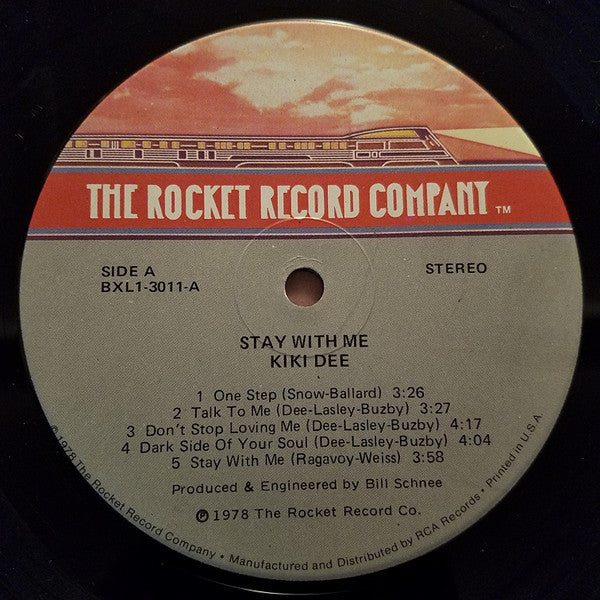 THE ROCKET RECORD COMPANY TM
SIDE A
BXL1-3011-A
STEREO
STAY WITH ME
KIKI DEE
1 One Step (Snow-Ballard) 3:26
2 Talk To Me (Dee-Lasley-Buzby) 3:27
3 Don't Stop Loving Me (Dee-Lasley-Buzby) 4:17
4 Dark Side Of Your Soul (Dee-Lasley-Buzby) 4:04
5 Stay With Me (Ragavoy-Weiss) 3:58
Produced & Engineered by Bill Schnee
℗ 1978 The Rocket Record Co.
© 1978 The Rocket Record Company • Manufactured and Distributed by RCA Records • Printed in U.S.A.